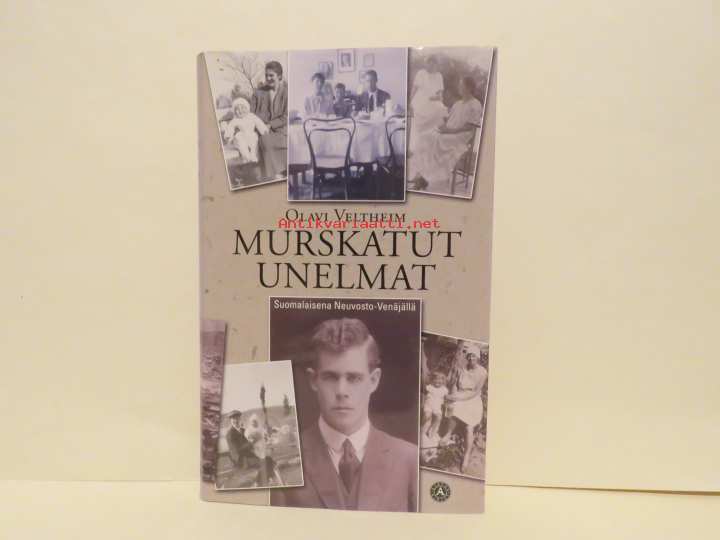 OLAVI VELTHEIM
Antikvariaatti.net
MURSKATUT
UNELMAT
Suomalaisena Neuvosto-Venäjällä
A